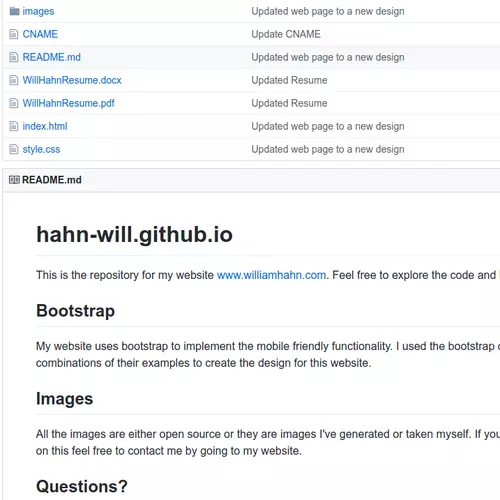 images Updated web page to a new design
CNAME Update CNAME
README.md Updated web page to a new design
WillHahnResume.docx Updated Resume
WillHahnResume.pdf Updated Resume
index.html Updated web page to a new design
style.css Updated web page to a new design
README.md
hahn-will.github.io
This is the repository for my website www.williamhahn.com. Feel free to explore the code and
Bootstrap
My website uses bootstrap to implement the mobile friendly functionality. I used the bootstrap
combinations of their examples to create the design for this website.
Images
All the images are either open source or they are images I've generated or taken myself. If you
on this feel free to contact me by going to my website.
Questions?